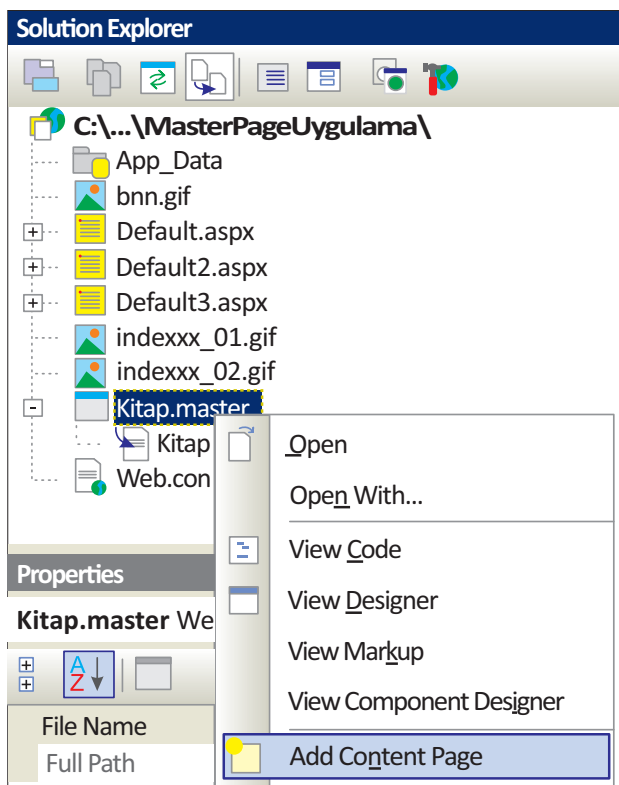 Solution Explorer
C:\...\MasterPageUygulama\
App_Data
bnn.gif
Default.aspx
Default2.aspx
Default3.aspx
indexxx_01.gif
indexxx_02.gif
Kitap.master
Kitap
Web.con
Open
Open With...
View Code
View Designer
View Markup
View Component Designer
Add Content Page
Properties
Kitap.master We
A
Z
File Name
Full Path